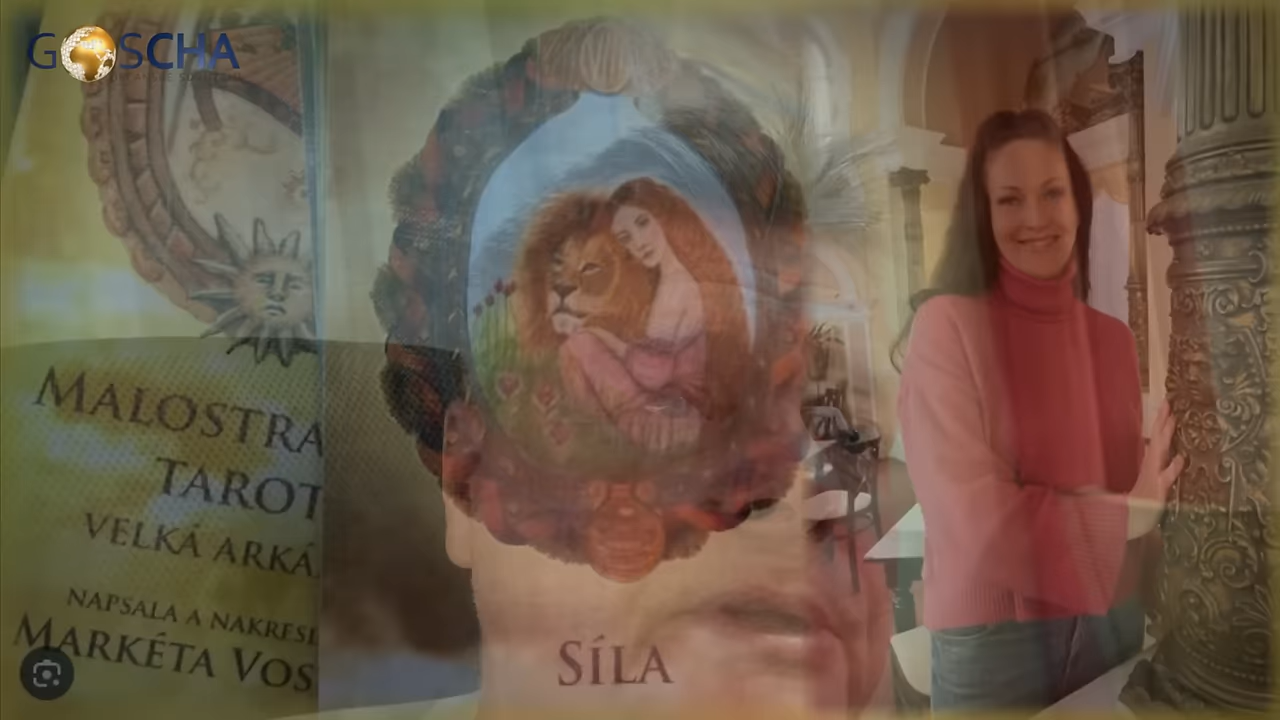 GOSCHA
MALOSTRA
TAROT
VELKÁ ARKÁ
NAPSALA A NAKRESL
MARKÉTA VOS
SÍLA